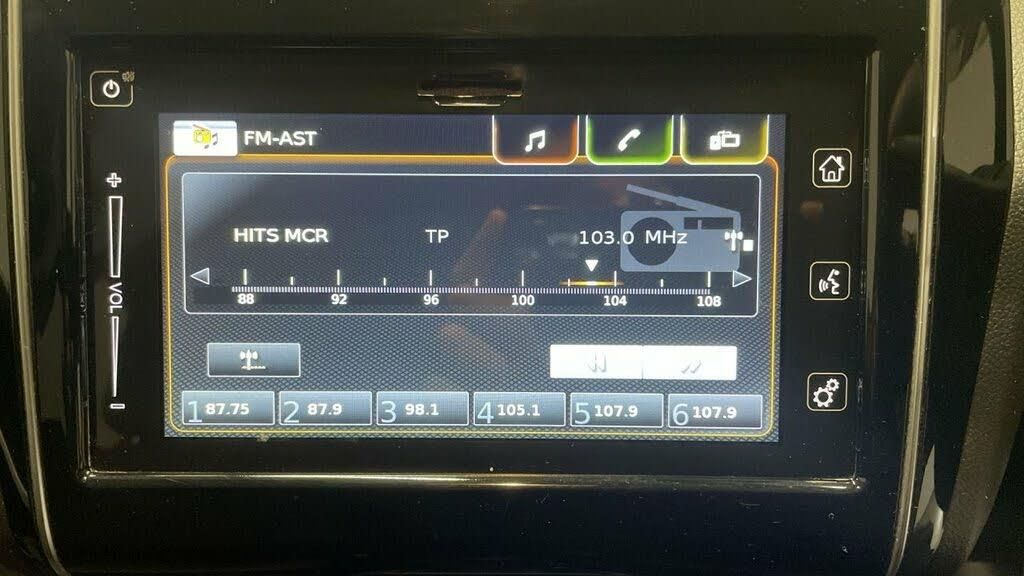 FM-AST
HITS MCR TP 103.0 MHz
88 92 96 100 104 108
1 87.75 2 87.9 3 98.1 4 105.1 5 107.9 6 107.9
+
VOL
-